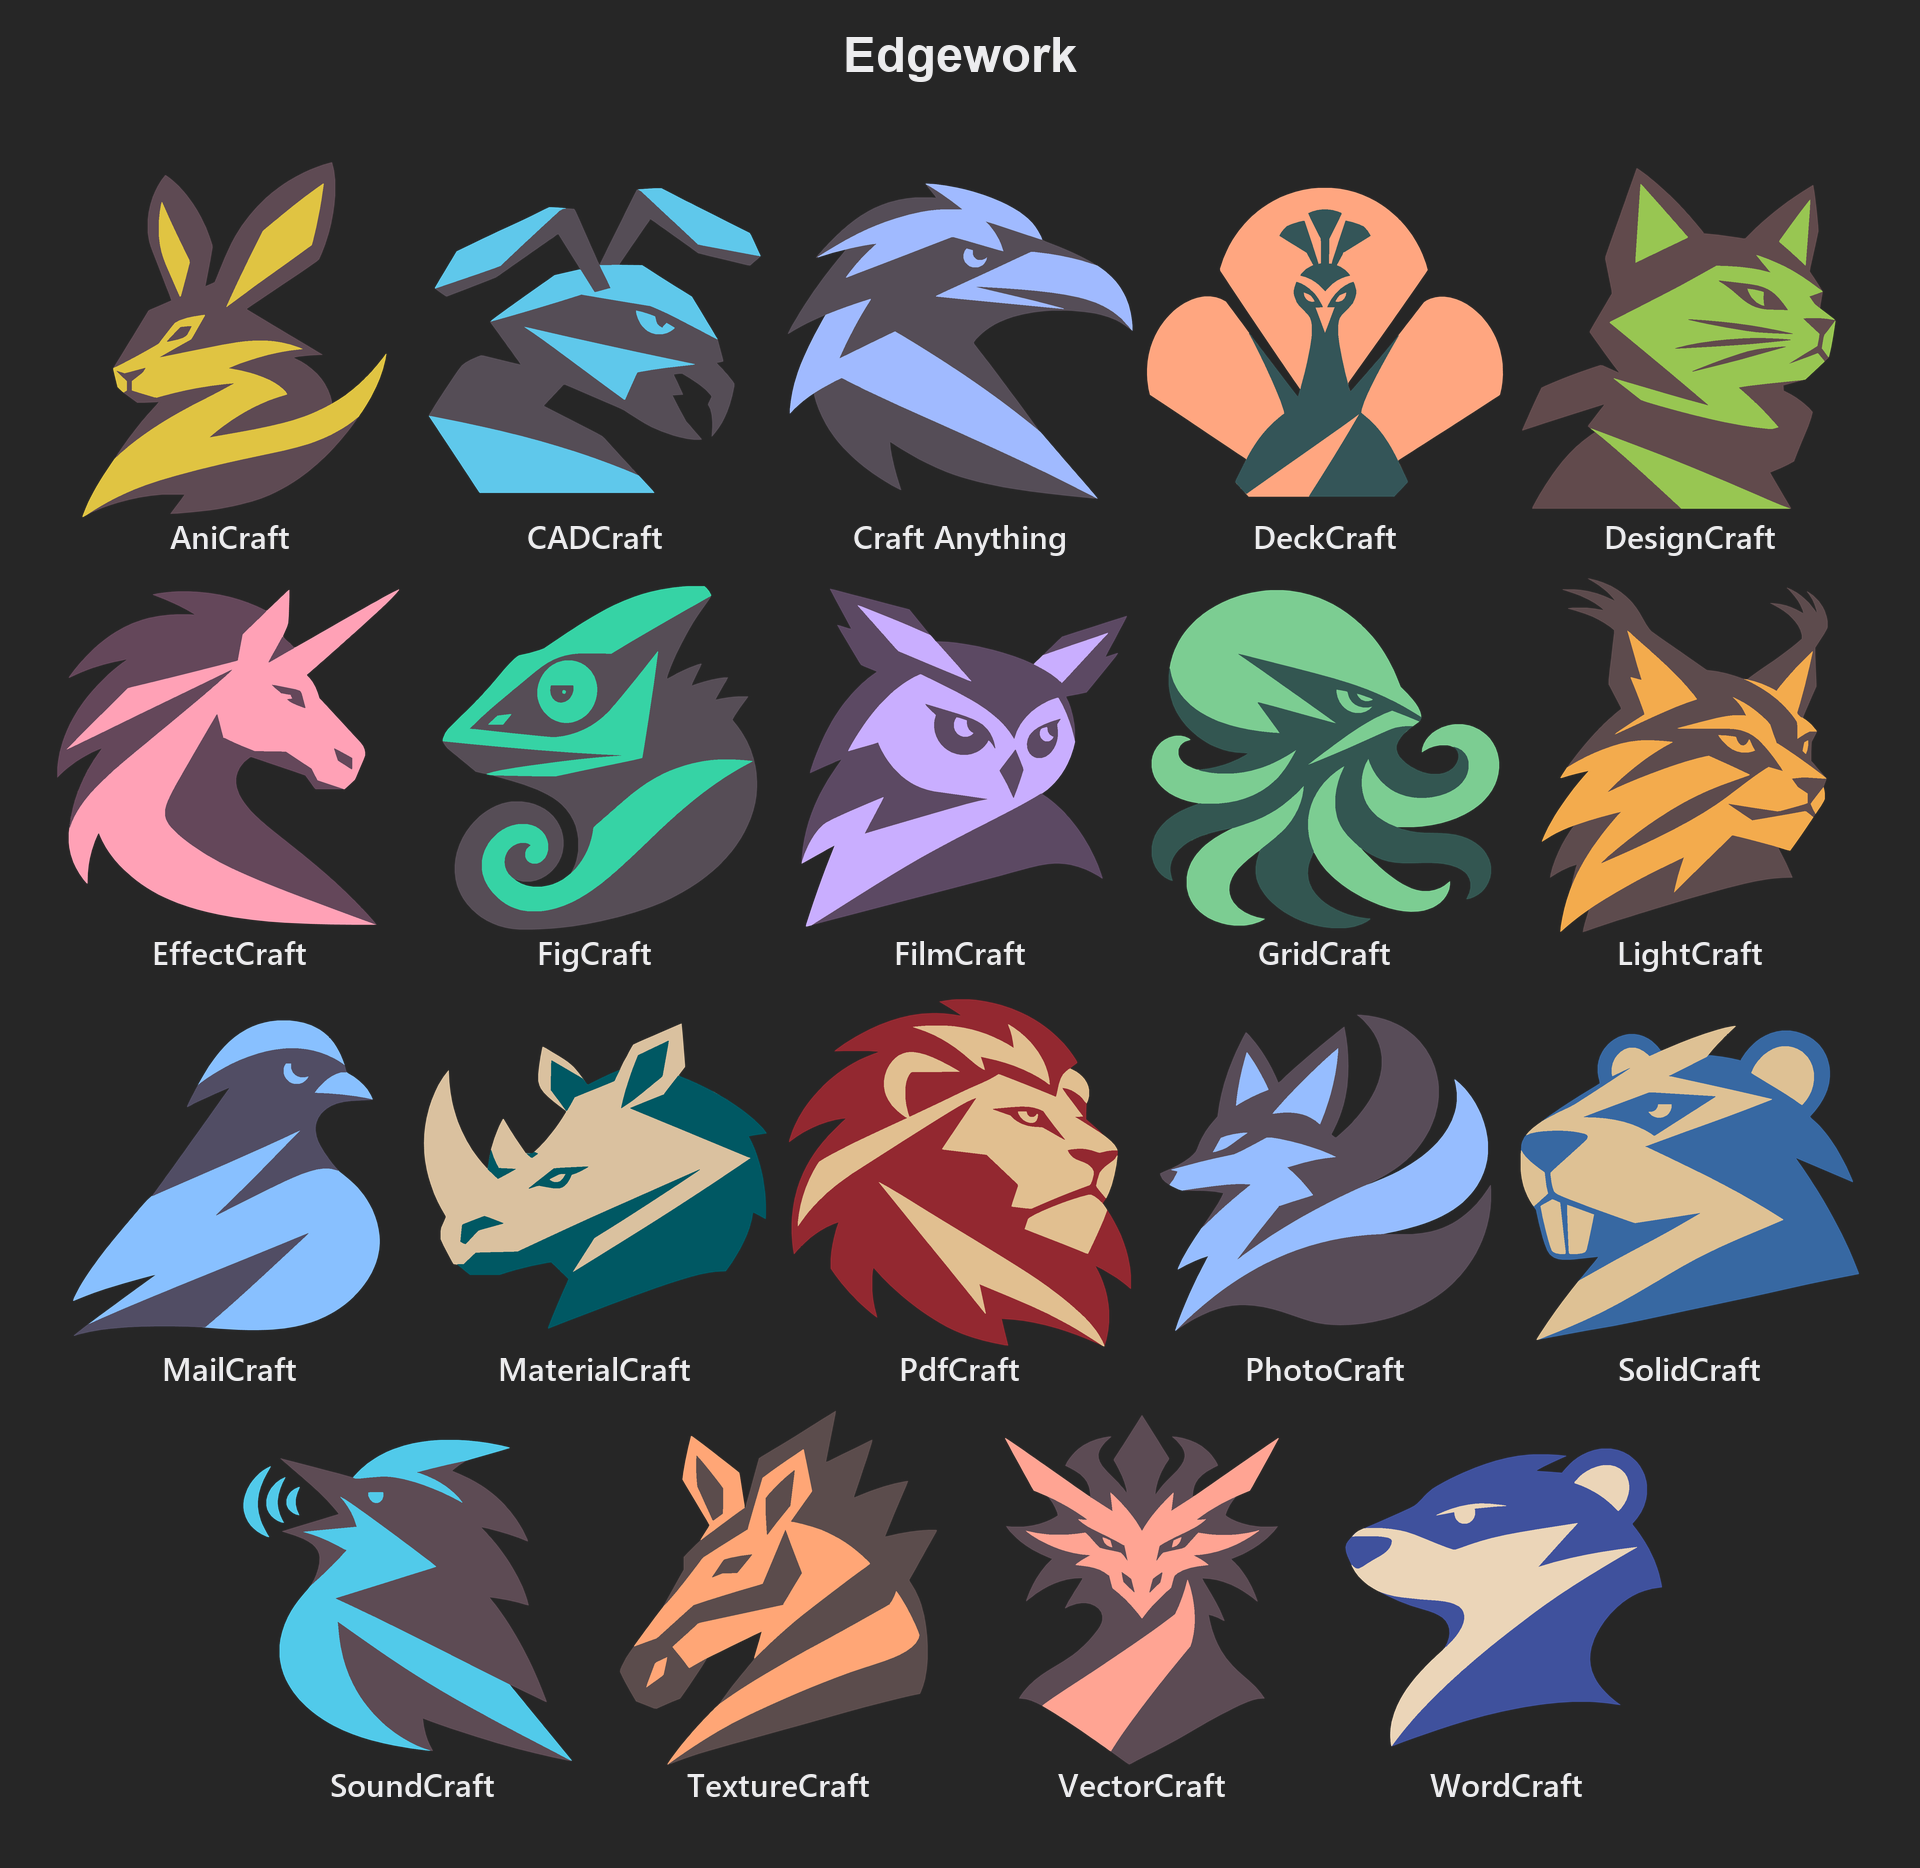 Edgework
AniCraft
CADCraft
Craft Anything
DeckCraft
DesignCraft
EffectCraft
FigCraft
FilmCraft
GridCraft
LightCraft
MailCraft
MaterialCraft
PdfCraft
PhotoCraft
SolidCraft
SoundCraft
TextureCraft
VectorCraft
WordCraft